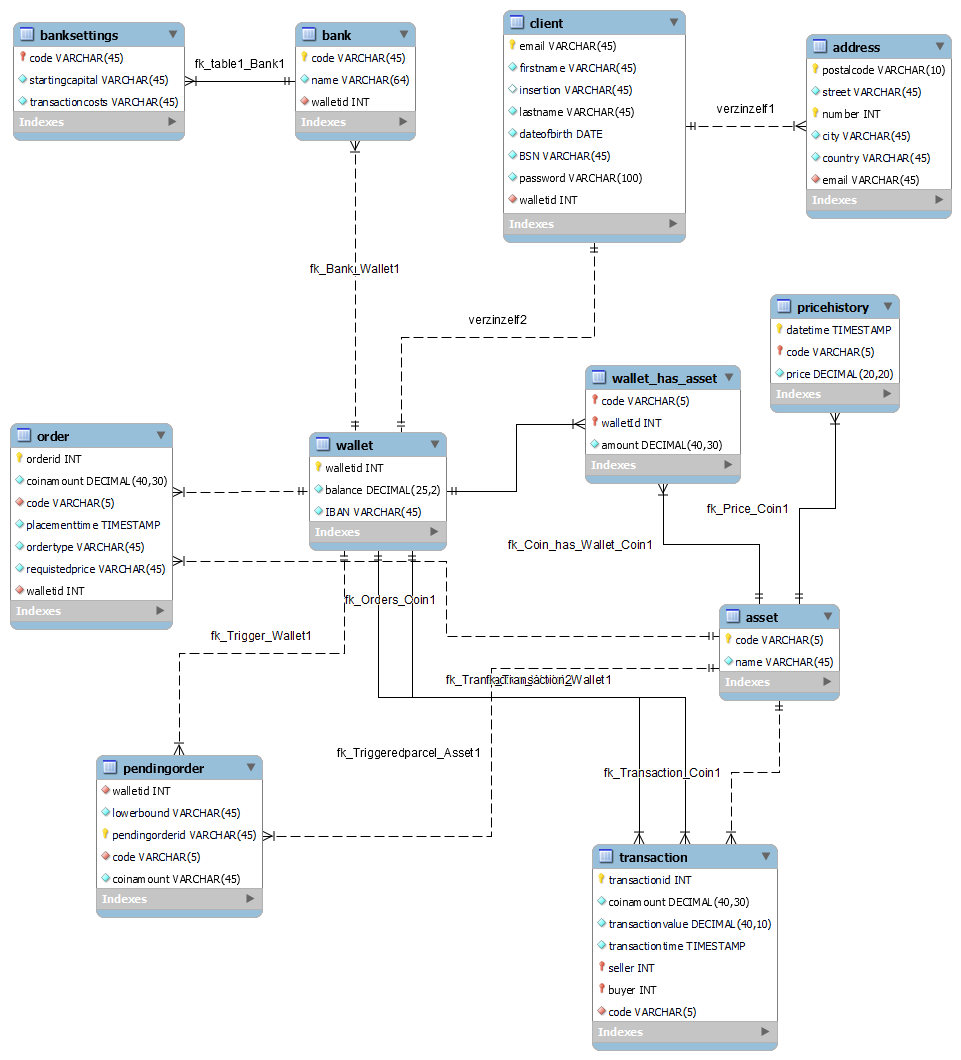 banksettings
code VARCHAR(45)
startingcapital VARCHAR(45)
transactioncosts VARCHAR(45)
Indexes
fk_table1_Bank1
bank
code VARCHAR(45)
name VARCHAR(64)
walletid INT
Indexes
client
email VARCHAR(45)
firstname VARCHAR(45)
insertion VARCHAR(45)
lastname VARCHAR(45)
dateofbirth DATE
BSN VARCHAR(45)
password VARCHAR(100)
walletid INT
Indexes
verzinzelf1
address
postalcode VARCHAR(10)
street VARCHAR(45)
number INT
city VARCHAR(45)
country VARCHAR(45)
email VARCHAR(45)
Indexes
fk_Bank_Wallet1
verzinzelf2
pricehistory
datetime TIMESTAMP
code VARCHAR(5)
price DECIMAL(20,20)
Indexes
wallet_has_asset
code VARCHAR(5)
walletId INT
amount DECIMAL(40,30)
Indexes
order
orderid INT
coinamount DECIMAL(40,30)
code VARCHAR(5)
placementtime TIMESTAMP
ordertype VARCHAR(45)
requistedprice VARCHAR(45)
walletid INT
Indexes
wallet
walletid INT
balance DECIMAL(25,2)
IBAN VARCHAR(45)
Indexes
fk_Price_Coin1
fk_Coin_has_Wallet_Coin1
fk_Orders_Coin1
asset
code VARCHAR(5)
name VARCHAR(45)
Indexes
fk_Trigger_Wallet1
fk_Triggeredparcel_Asset1
fk_Transaction_Coin1
pendingorder
walletid INT
lowerbound VARCHAR(45)
pendingorderid VARCHAR(45)
code VARCHAR(5)
coinamount VARCHAR(45)
Indexes
transaction
transactionid INT
coinamount DECIMAL(40,30)
transactionvalue DECIMAL(40,10)
transactiontime TIMESTAMP
seller INT
buyer INT
code VARCHAR(5)
Indexes